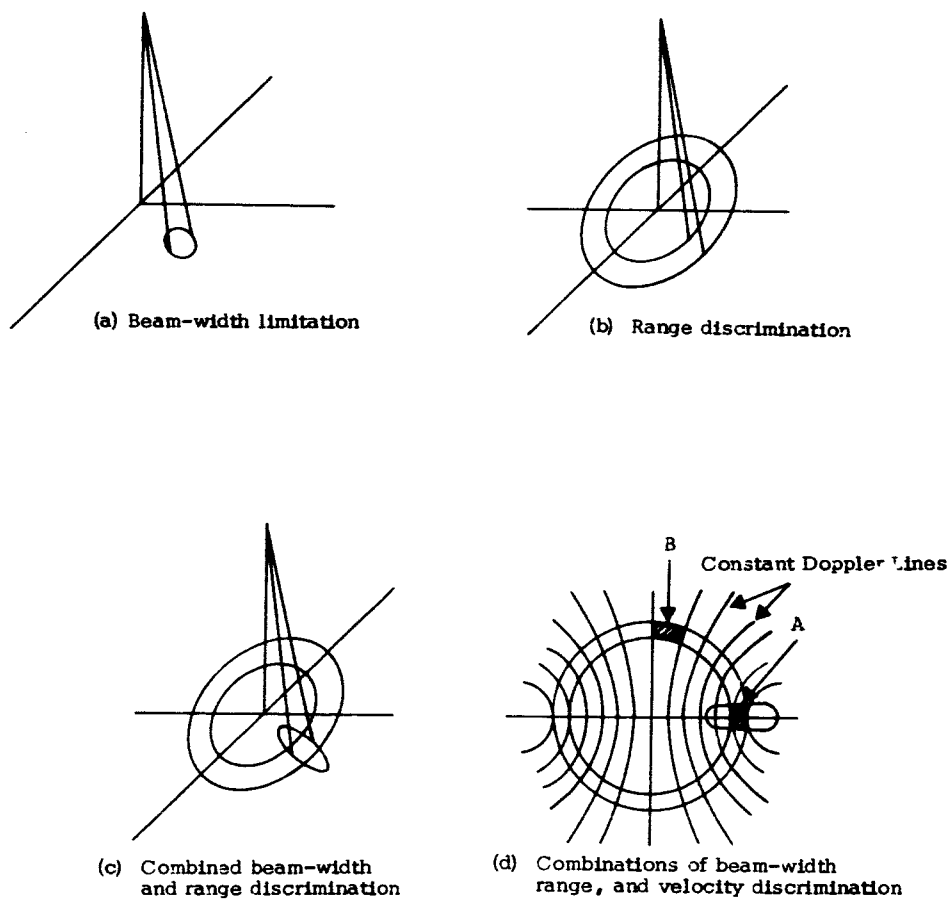 (a) Beam-width limitation
(b) Range discrimination
B
Constant Doppler Lines
A
(c) Combined beam-width
and range discrimination
(d) Combinations of beam-width
range, and velocity discrimination